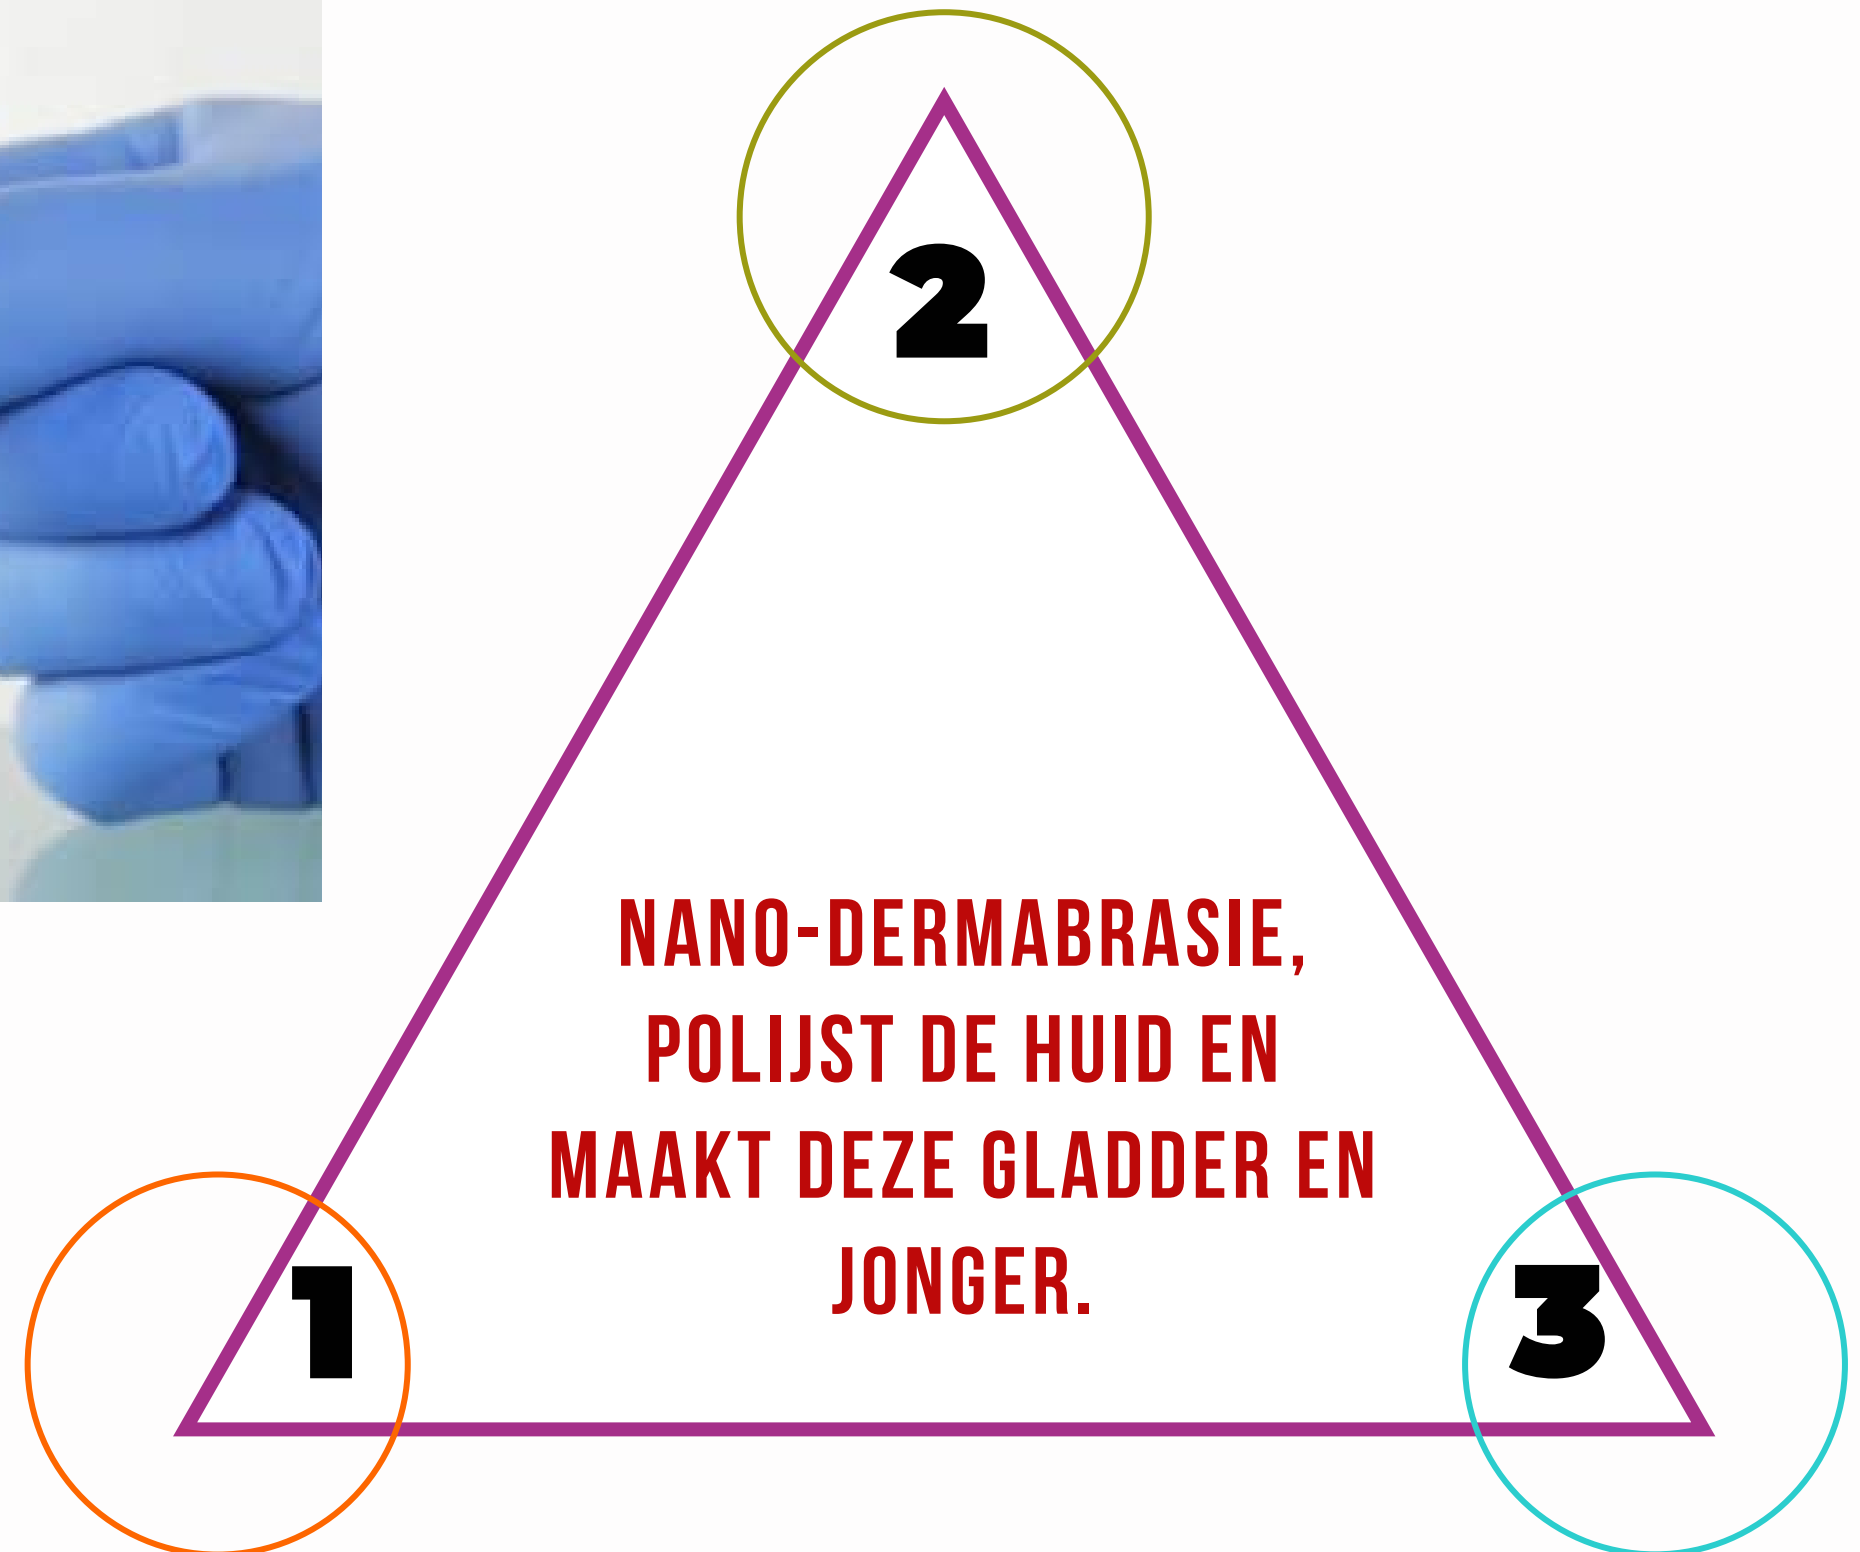 2
NANO-DERMABRASIE,
POLIJST DE HUID EN
MAAKT DEZE GLADDER EN
JONGER.
1
3